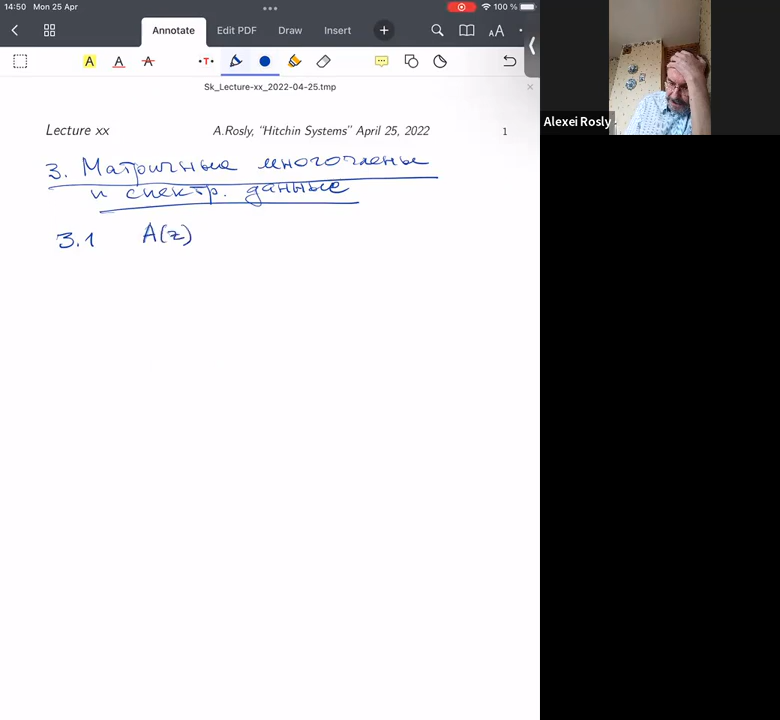 14:50 Mon 25 Apr
100 %
Annotate Edit PDF Draw Insert
AA
A A A T
Sk_Lecture-xx_2022-04-25.tmp
Lecture xx A.Rosly, “Hitchin Systems” April 25, 2022 1
3. Матричные многочлены
и спектр. данные
3.1 A(z)
Alexei Rosly